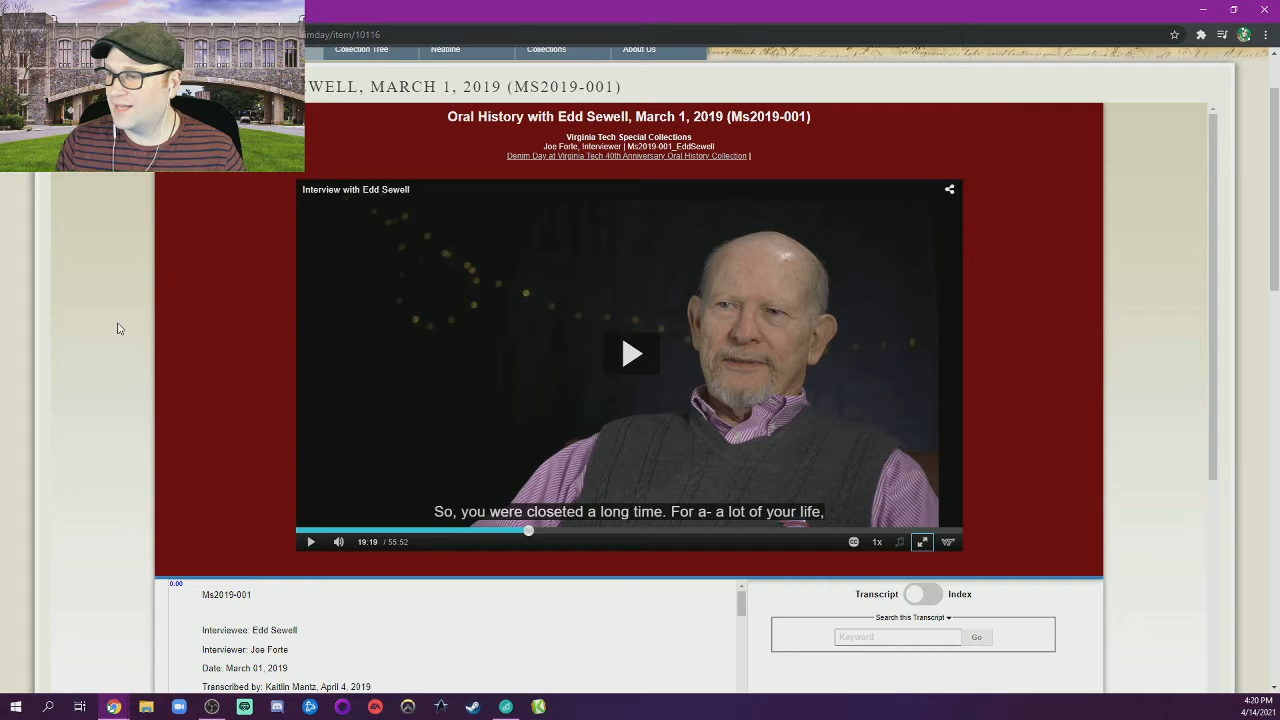 imday/item/10116
Collection Tree
Neatline
Collections
About Us
WELL, MARCH 1, 2019 (MS2019-001)
Oral History with Edd Sewell, March 1, 2019 (Ms2019-001)
Virginia Tech Special Collections
Joe Forte, Interviewer | Ms2019-001_EddSewell
Denim Day at Virginia Tech 40th Anniversary Oral History Collection |
Interview with Edd Sewell
So, you were closeted a long time. For a- a lot of your life,
19:19 / 55:52
CC
1x
0:00
Ms2019-001
Interviewee: Edd Sewell
Interviewer: Joe Forte
Date: March 01, 2019
Transcribed by: Kaitlin Mantz, April 4, 2019
Transcript
Index
Search this Transcript
Keyword
Go
4:20 PM
4/14/2021